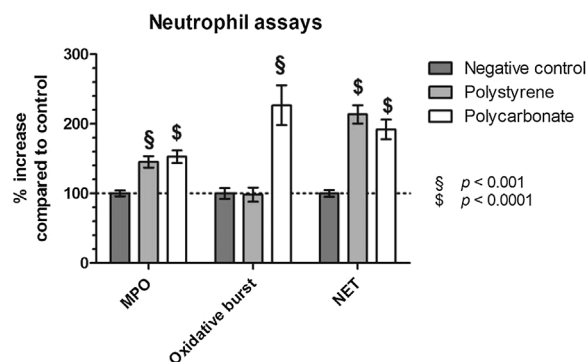 Neutrophil assays
% increase
compared to control
300
200
100
0
§
$
§
$
$
MPO
Oxidative burst
NET
Negative control
Polystyrene
Polycarbonate
§ p < 0.001
$ p < 0.0001